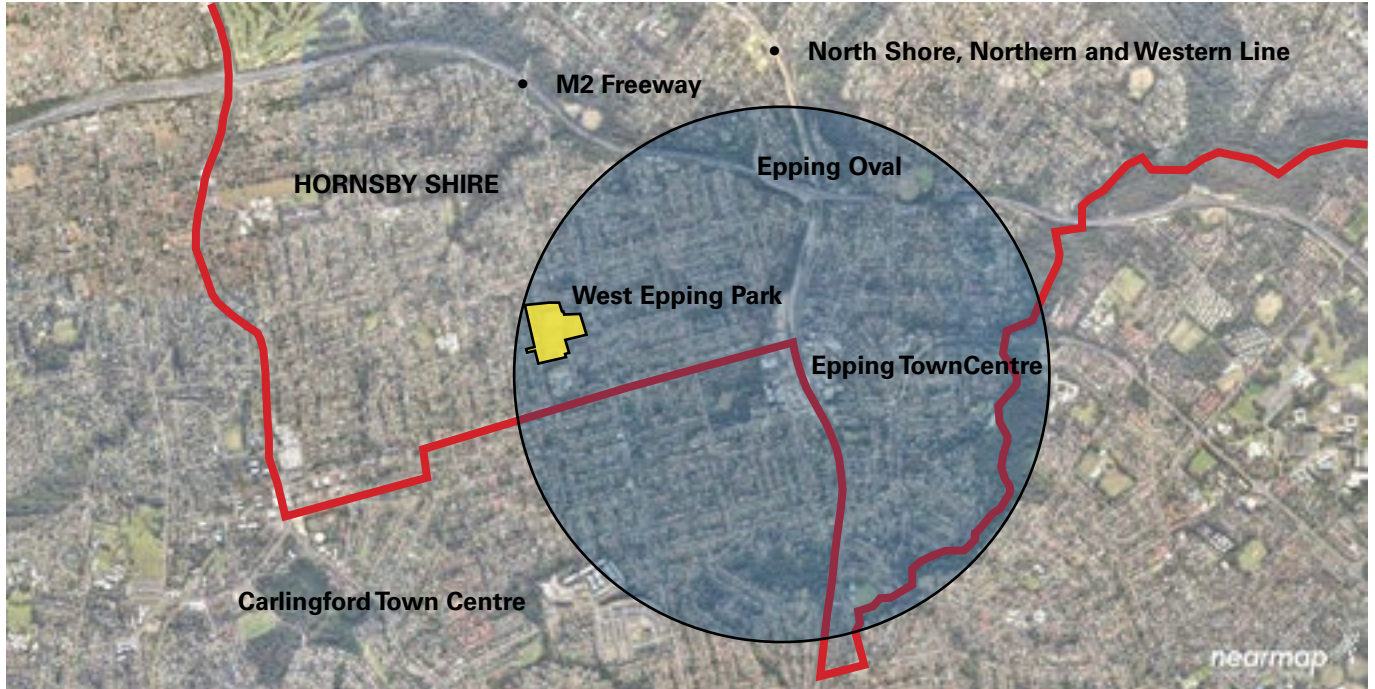 North Shore, Northern and Western Line
M2 Freeway
Epping Oval
HORNSBY SHIRE
West Epping Park
Epping TownCentre
Carlingford Town Centre
nearmap